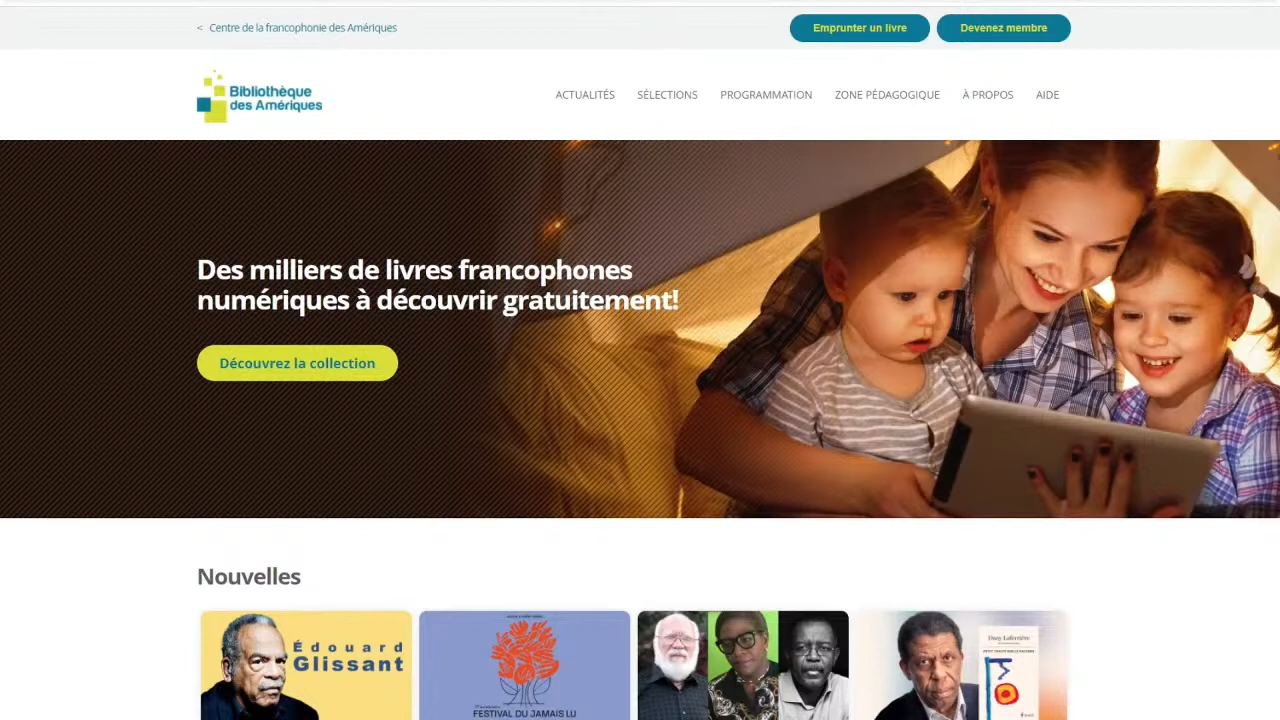 < Centre de la francophonie des Amériques
Emprunter un livre
Devenez membre
Bibliothèque
des Amériques
ACTUALITÉS
SÉLECTIONS
PROGRAMMATION
ZONE PÉDAGOGIQUE
À PROPOS
AIDE
Des milliers de livres francophones
numériques à découvrir gratuitement!
Découvrez la collection
Nouvelles
Édouard
Glissant
FESTIVAL DU JAMAIS LU
Dany Laferrière